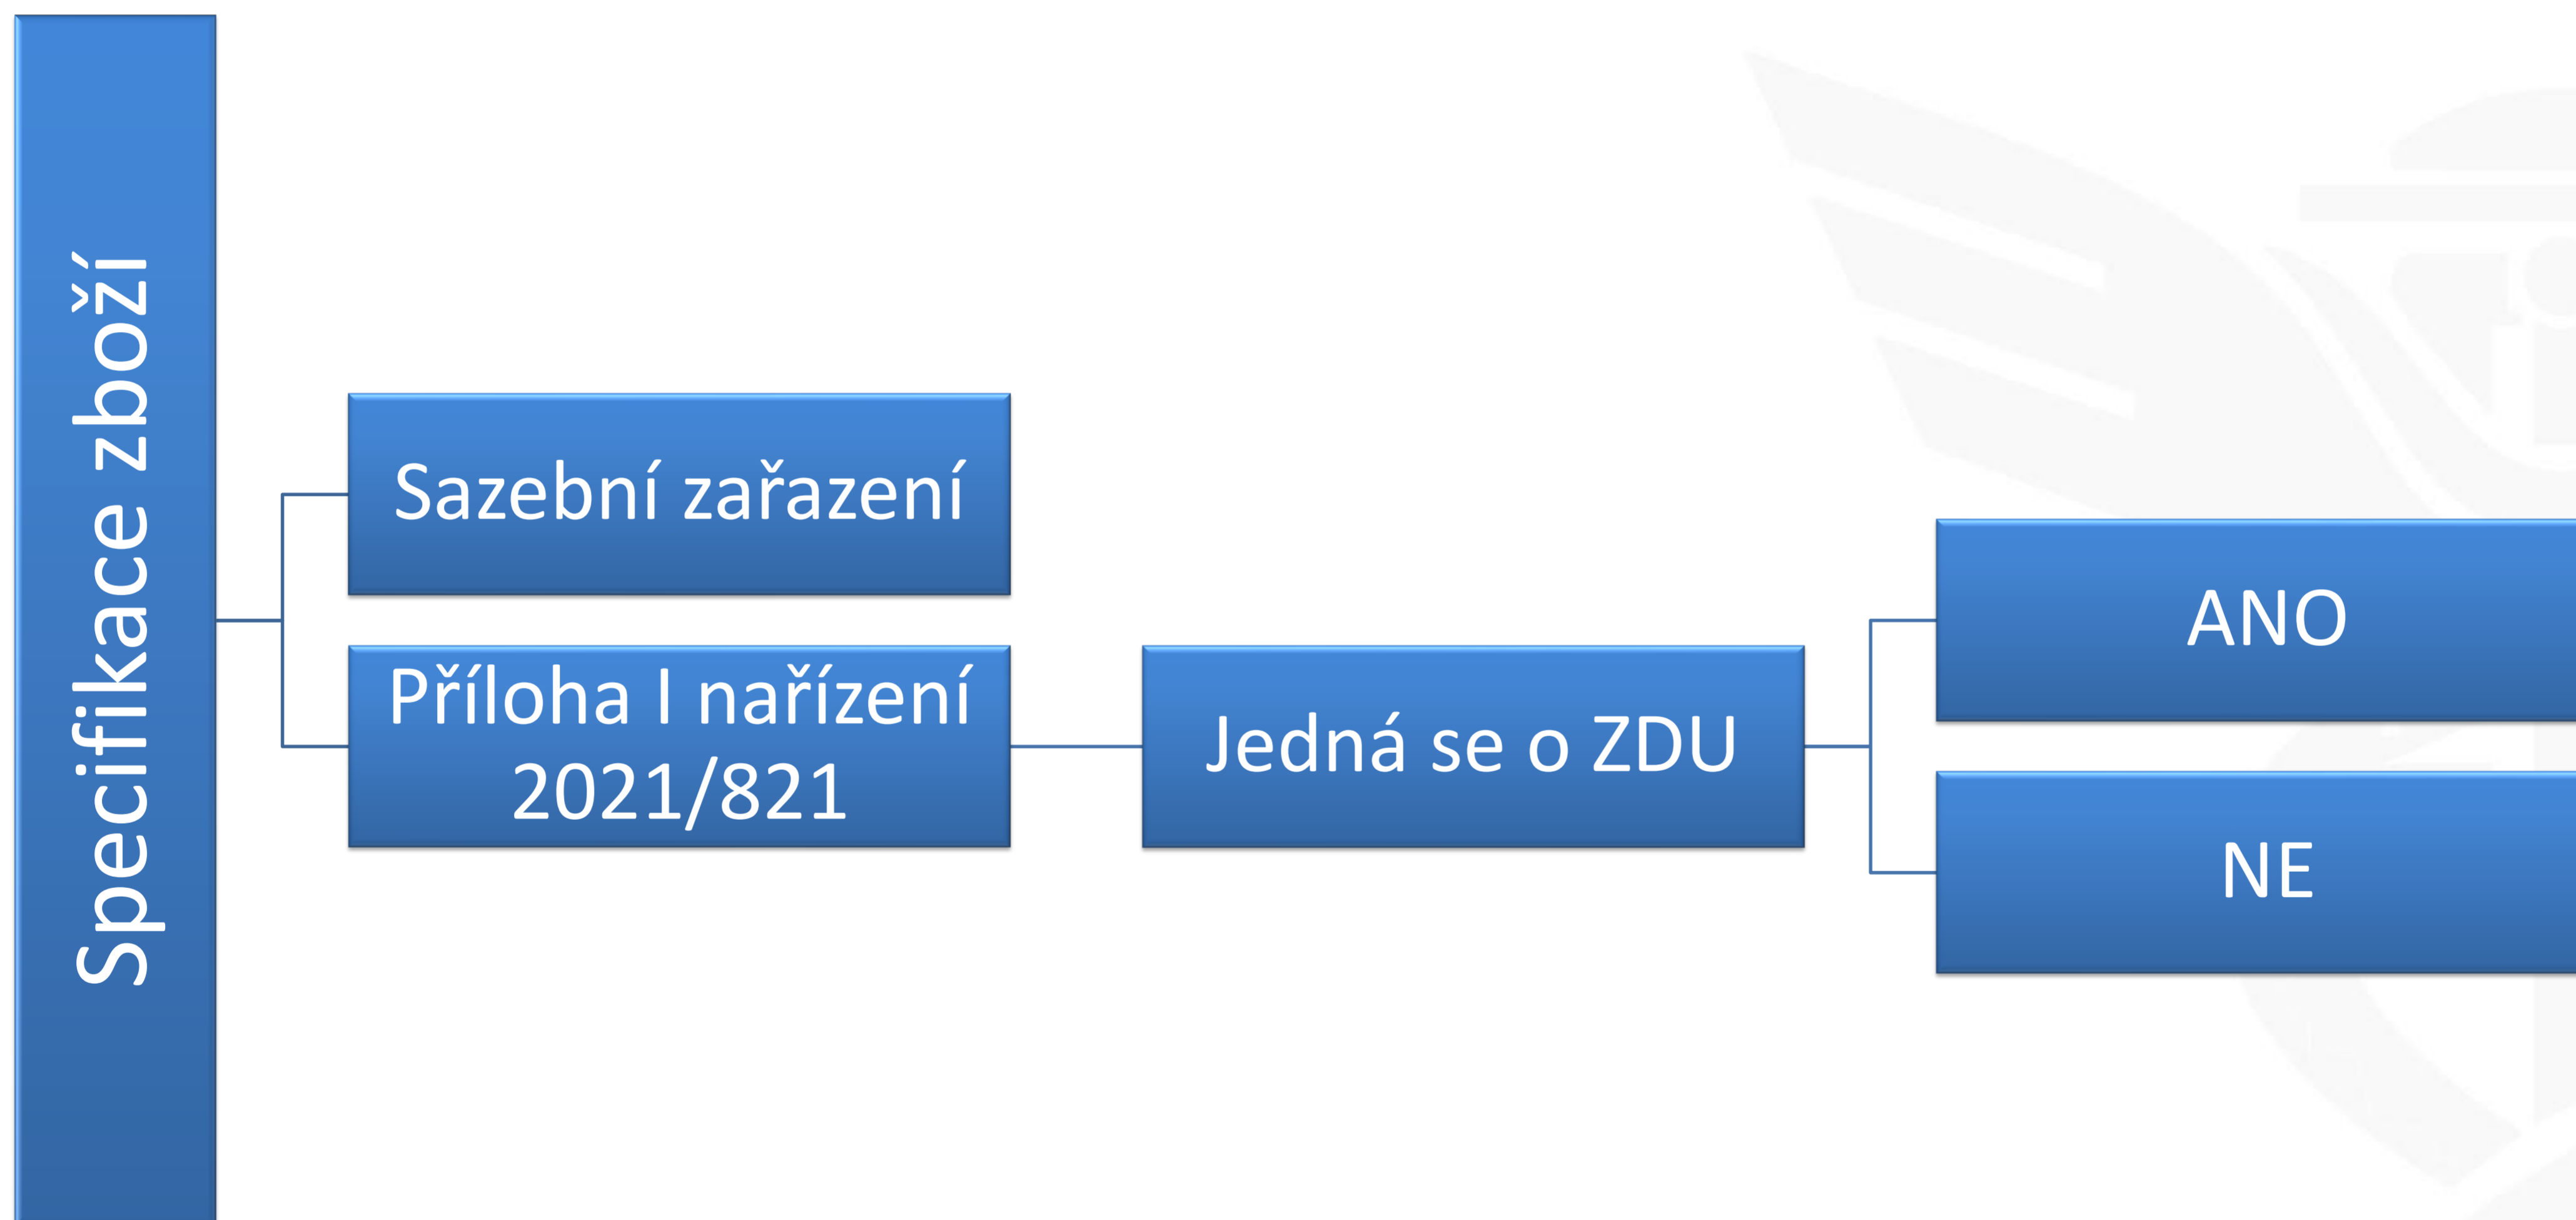 Specifikace zboží
Sazební zařazení
Příloha I nařízení
2021/821
Jedná se o ZDU
ANO
NE